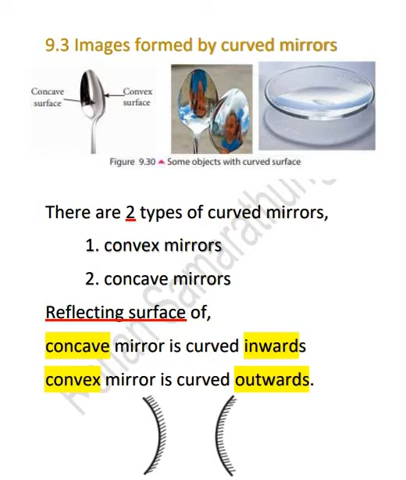 9.3 Images formed by curved mirrors
Concave surface
Convex surface
Figure 9.30 ▲ Some objects with curved surface
There are 2 types of curved mirrors,
1. convex mirrors
2. concave mirrors
Reflecting surface of,
concave mirror is curved inwards
convex mirror is curved outwards.